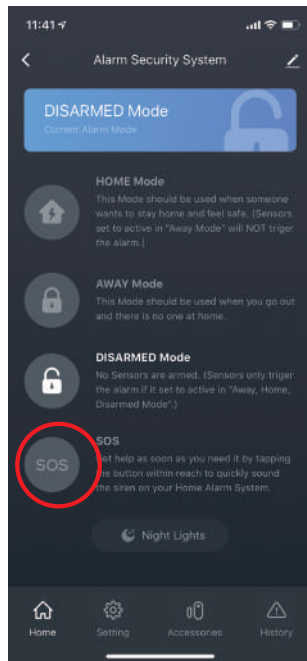 11:41
Alarm Security System
DISARMED Mode
Current Alarm Mode
HOME Mode
This Mode should be used when someone
wants to stay home and feel safe. (Sensors
set to active in "Away Mode" will NOT triger
the alarm.)
AWAY Mode
This Mode should be used when you go out
and there is no one at home.
DISARMED Mode
No Sensors are armed. (Sensors only triger
the alarm if it set to active in "Away, Home,
Disarmed Mode".)
SOS
SOS
Get help as soon as you need it by tapping
the button within reach to quickly sound
the siren on your Home Alarm System.
Night Lights
Home
Setting
Accessories
History